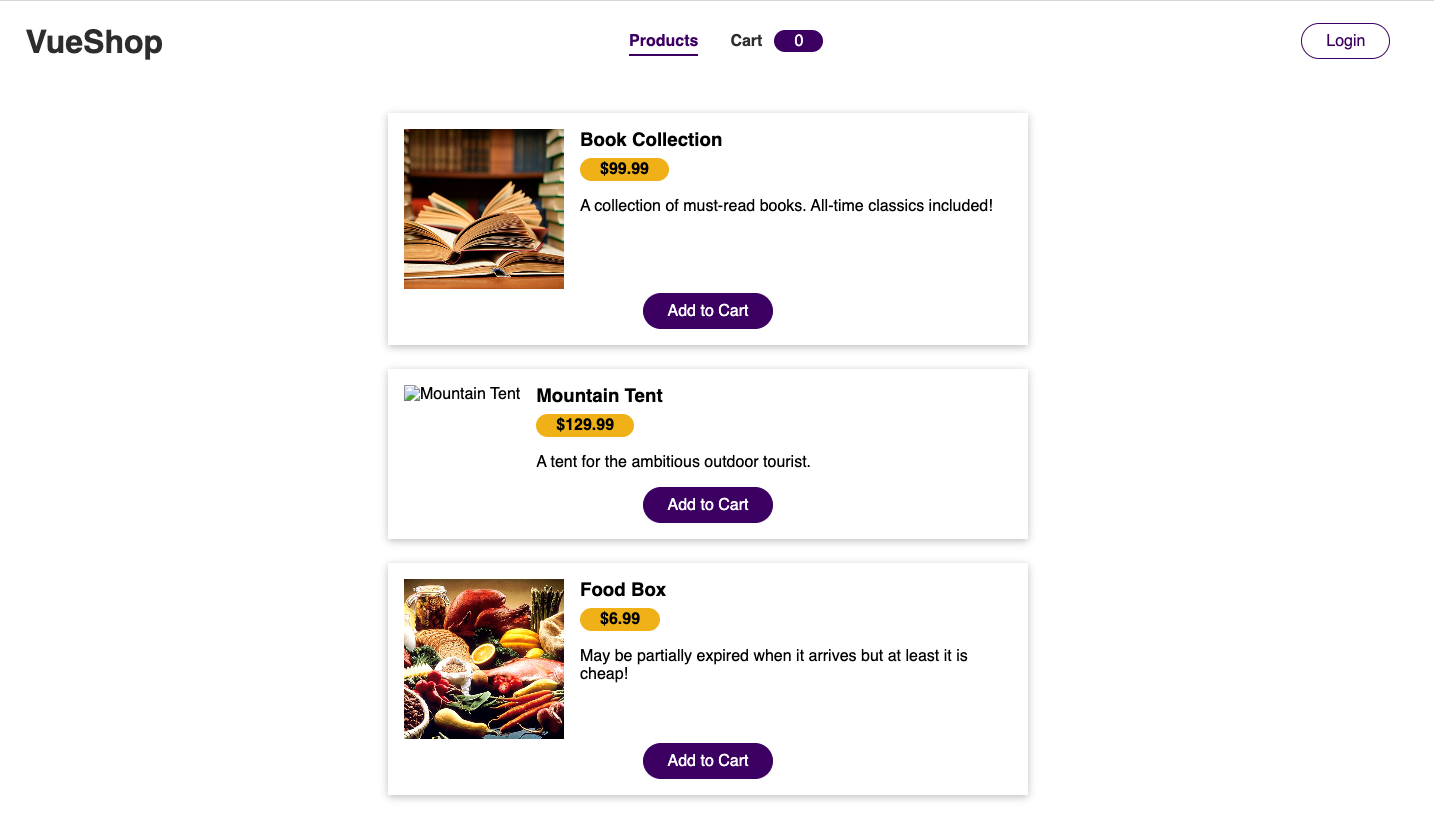 VueShop
Products
Cart
0
Login
Book Collection
$99.99
A collection of must-read books. All-time classics included!
Add to Cart
Mountain Tent
Mountain Tent
$129.99
A tent for the ambitious outdoor tourist.
Add to Cart
Food Box
$6.99
May be partially expired when it arrives but at least it is
cheap!
Add to Cart